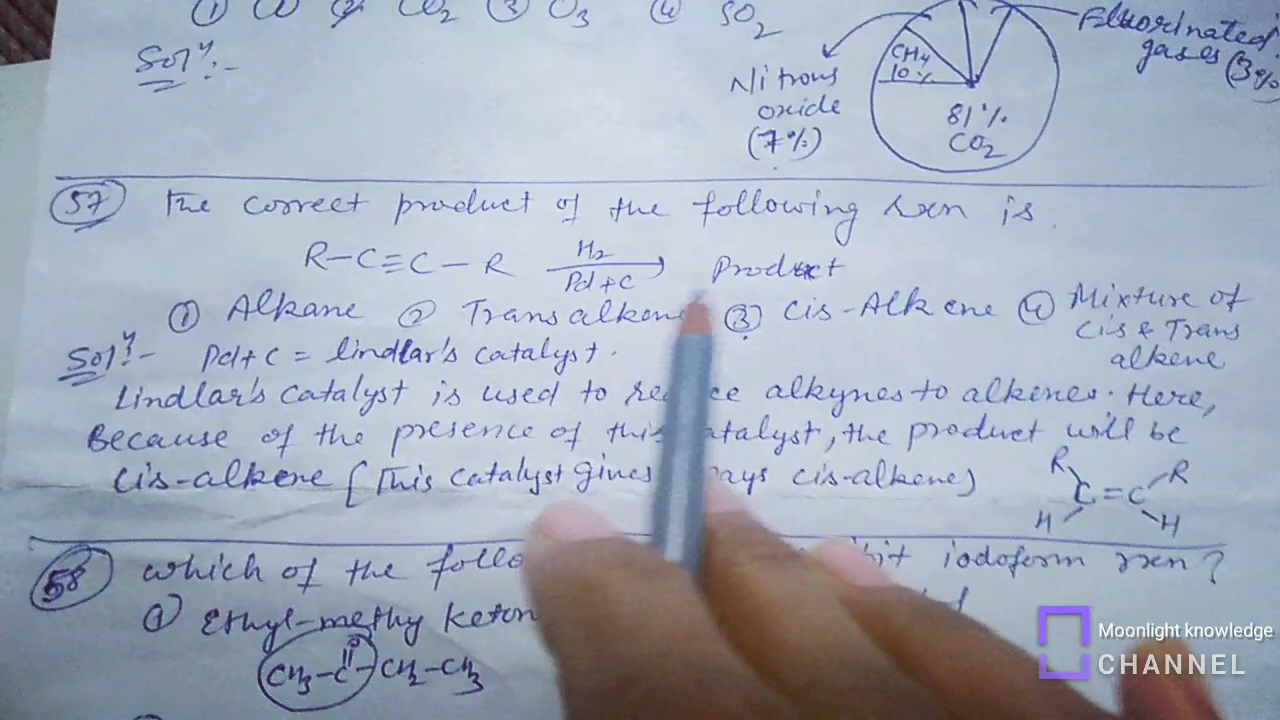 ① CO ② CO2 ③ O3 ④ SO2
Solⁿ:-
Fluorinated
gases (3%)
CH4
10%
Nitrous
oxide
(7%)
81%
CO2
57 The correct product of the following rxn is.
R-C≡C-R H2 Pd+C Product
① Alkane ② Trans alkene ③ Cis-Alkene ④ Mixture of
Cis & Trans
alkene
Solⁿ:- Pd+C = lindlar's catalyst.
Lindlar's catalyst is used to alkynes to alkenes. Here,
Because of the presence of this catalyst, the product will be
Cis-alkene (This catalyst gives cis-alkene)
R R
C=C
H H
58 which of the iodoform rxn?
① Ethyl-methy keton
O
CH3-C-CH2-CH3
Moonlight knowledge
CHANNEL